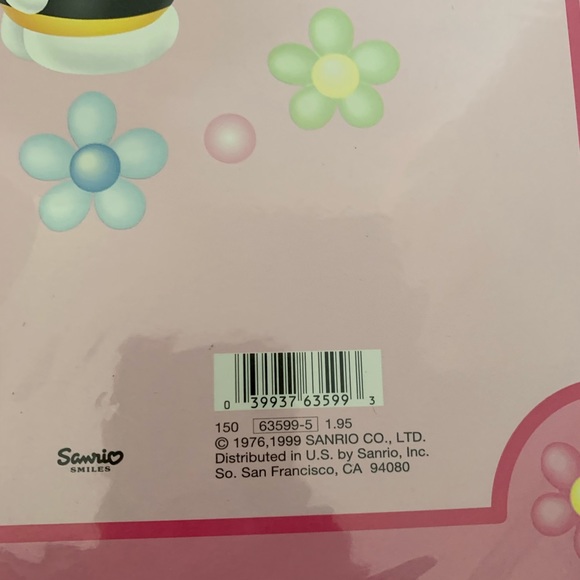 0 39937 63599 3
150 63599-5 1.95
© 1976,1999 SANRIO CO., LTD.
Distributed in U.S. by Sanrio, Inc.
So. San Francisco, CA 94080
Sanrio
SMILES